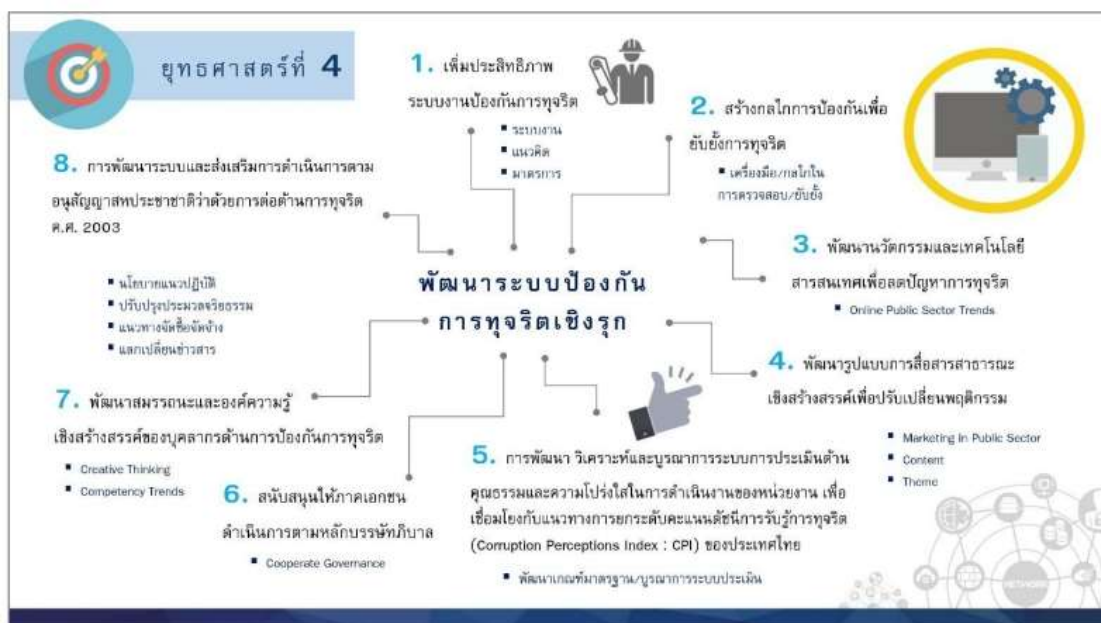 ยุทธศาสตร์ที่ 4
1. เพิ่มประสิทธิภาพ
ระบบงานป้องกันการทุจริต
▪ ระบบงาน
▪ แนวคิด
▪ มาตรการ
2. สร้างกลไกการป้องกันเพื่อ
ยับยั้งการทุจริต
▪ เครื่องมือ/กลไกใน
การตรวจสอบ/ยับยั้ง
3. พัฒนานวัตกรรมและเทคโนโลยี
สารสนเทศเพื่อลดปัญหาการทุจริต
▪ Online Public Sector Trends
พัฒนาระบบป้องกัน
การทุจริตเชิงรุก
4. พัฒนารูปแบบการสื่อสารสาธารณะ
เชิงสร้างสรรค์เพื่อปรับเปลี่ยนพฤติกรรม
▪ Marketing In Public Sector
▪ Content
▪ Theme
5. การพัฒนา วิเคราะห์และบูรณาการระบบการประเมินด้าน
คุณธรรมและความโปร่งใสในการดำเนินงานของหน่วยงาน เพื่อ
เชื่อมโยงกับแนวทางการยกระดับคะแนนดัชนีการรับรู้การทุจริต
(Corruption Perceptions Index : CPI) ของประเทศไทย
▪ พัฒนาเกณฑ์มาตรฐาน/บูรณาการระบบประเมิน
6. สนับสนุนให้ภาคเอกชน
ดำเนินการตามหลักบรรษัทภิบาล
▪ Cooperate Governance
7. พัฒนาสมรรถนะและองค์ความรู้
เชิงสร้างสรรค์ของบุคลากรด้านการป้องกันการทุจริต
▪ Creative Thinking
▪ Competency Trends
8. การพัฒนาระบบและส่งเสริมการดำเนินการตาม
อนุสัญญาสหประชาชาติว่าด้วยการต่อต้านการทุจริต
ค.ศ. 2003
▪ นโยบายแนวปฏิบัติ
▪ ปรับปรุงประมวลจริยธรรม
▪ แนวทางจัดซื้อจัดจ้าง
▪ แลกเปลี่ยนข่าวสาร
NETWORK